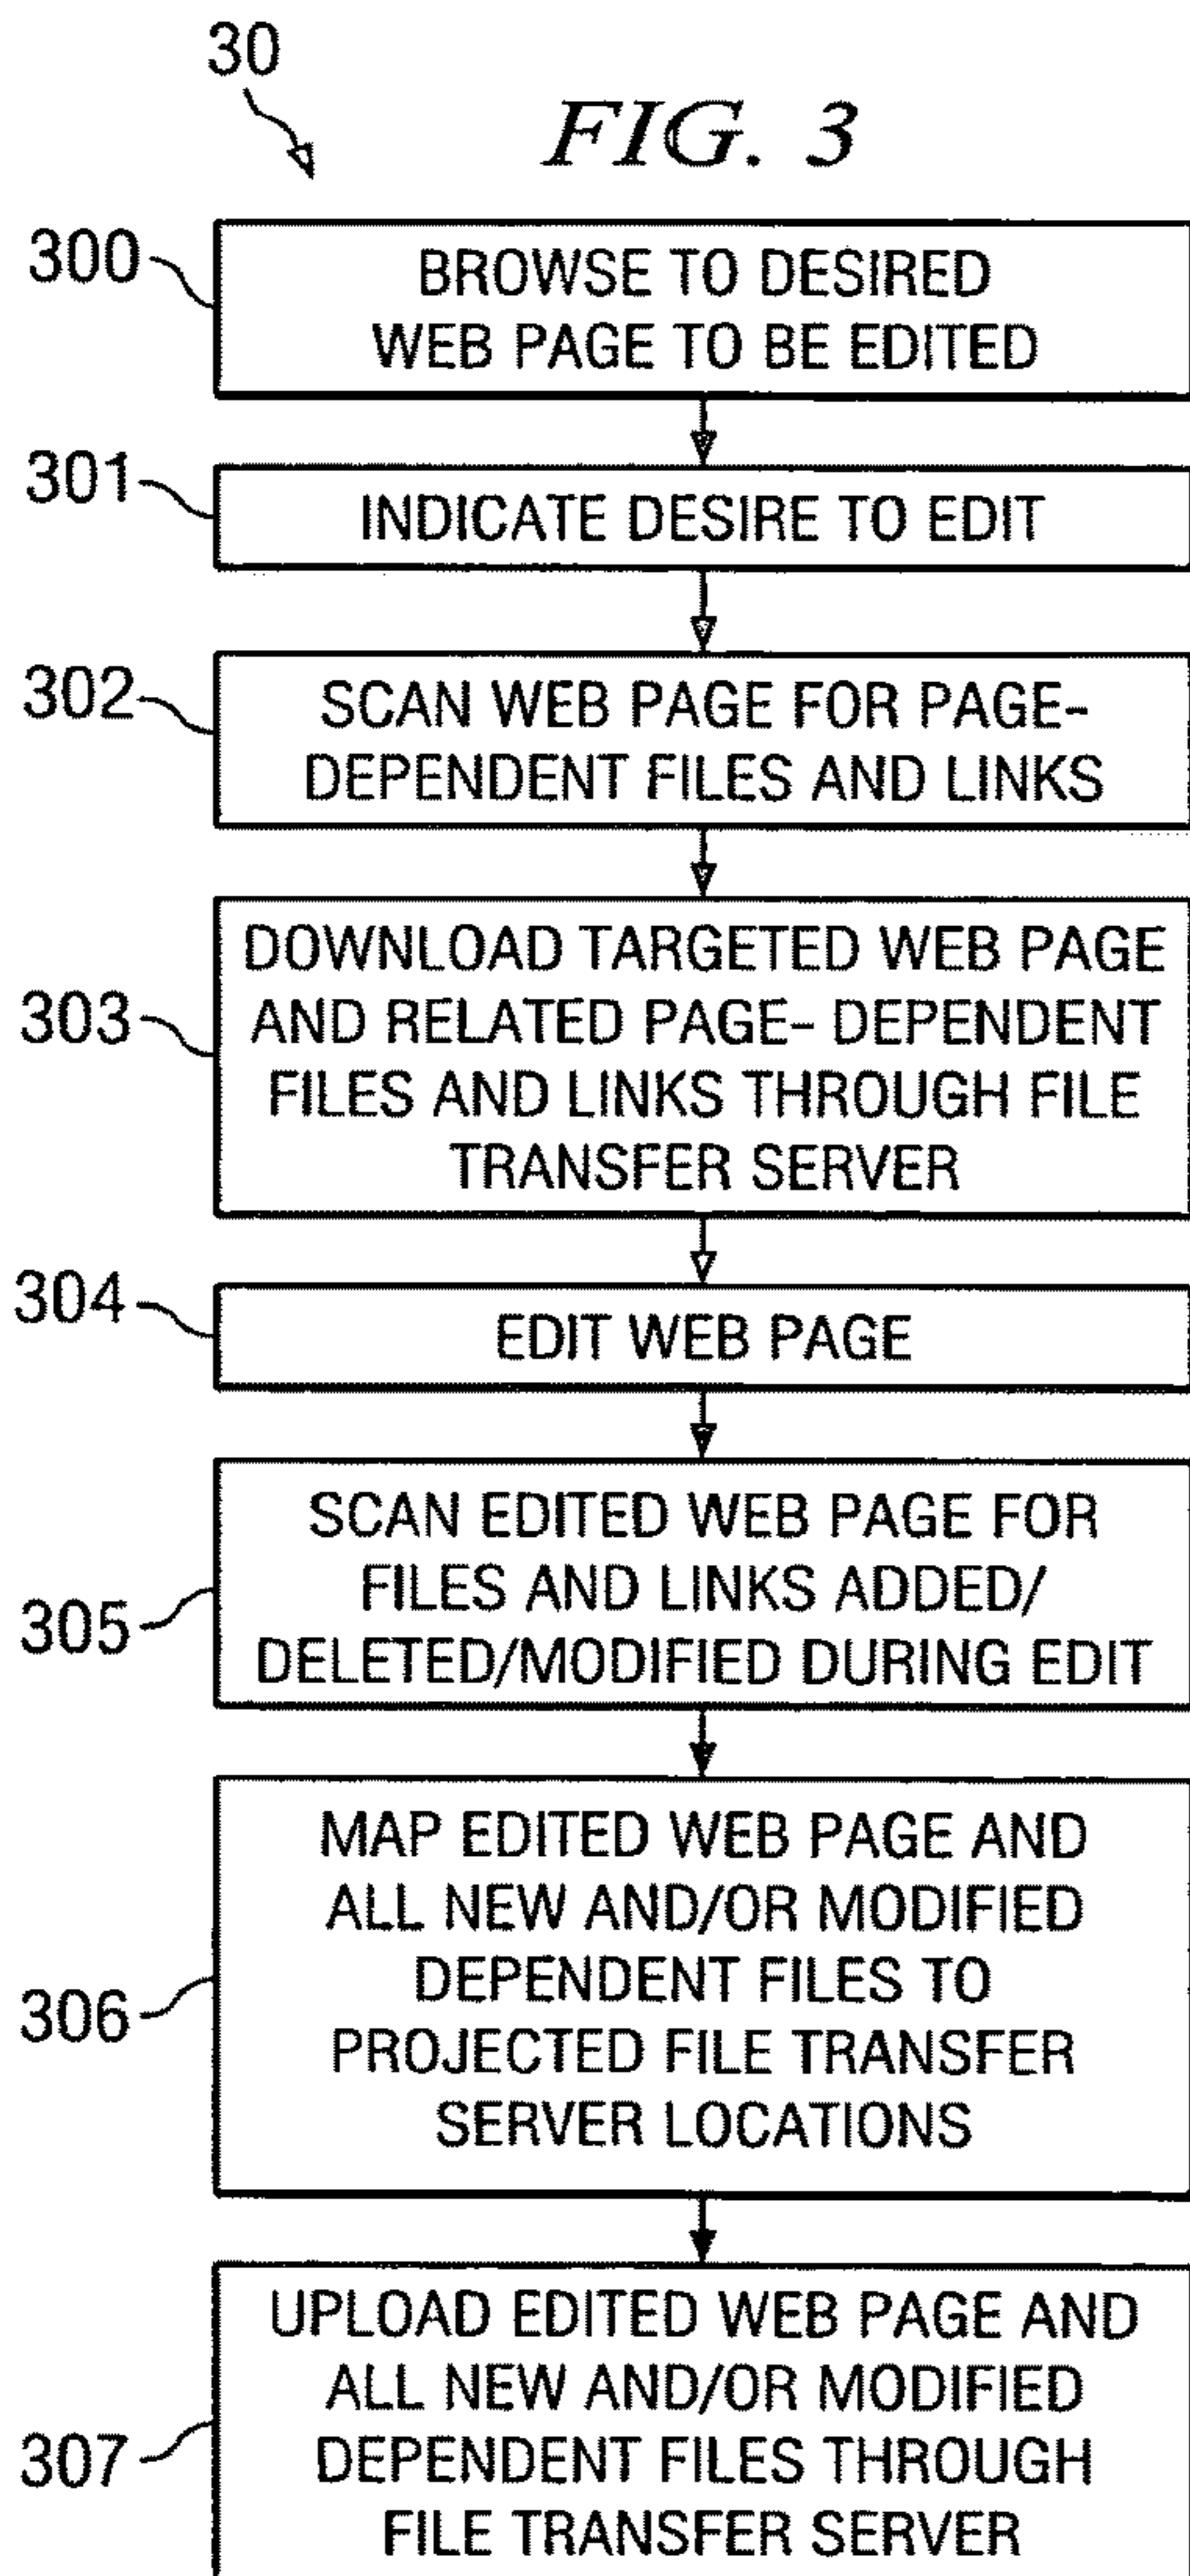 30
FIG. 3
300
BROWSE TO DESIRED
WEB PAGE TO BE EDITED
301
INDICATE DESIRE TO EDIT
302
SCAN WEB PAGE FOR PAGE-
DEPENDENT FILES AND LINKS
303
DOWNLOAD TARGETED WEB PAGE
AND RELATED PAGE- DEPENDENT
FILES AND LINKS THROUGH FILE
TRANSFER SERVER
304
EDIT WEB PAGE
305
SCAN EDITED WEB PAGE FOR
FILES AND LINKS ADDED/
DELETED/MODIFIED DURING EDIT
306
MAP EDITED WEB PAGE AND
ALL NEW AND/OR MODIFIED
DEPENDENT FILES TO
PROJECTED FILE TRANSFER
SERVER LOCATIONS
307
UPLOAD EDITED WEB PAGE AND
ALL NEW AND/OR MODIFIED
DEPENDENT FILES THROUGH
FILE TRANSFER SERVER